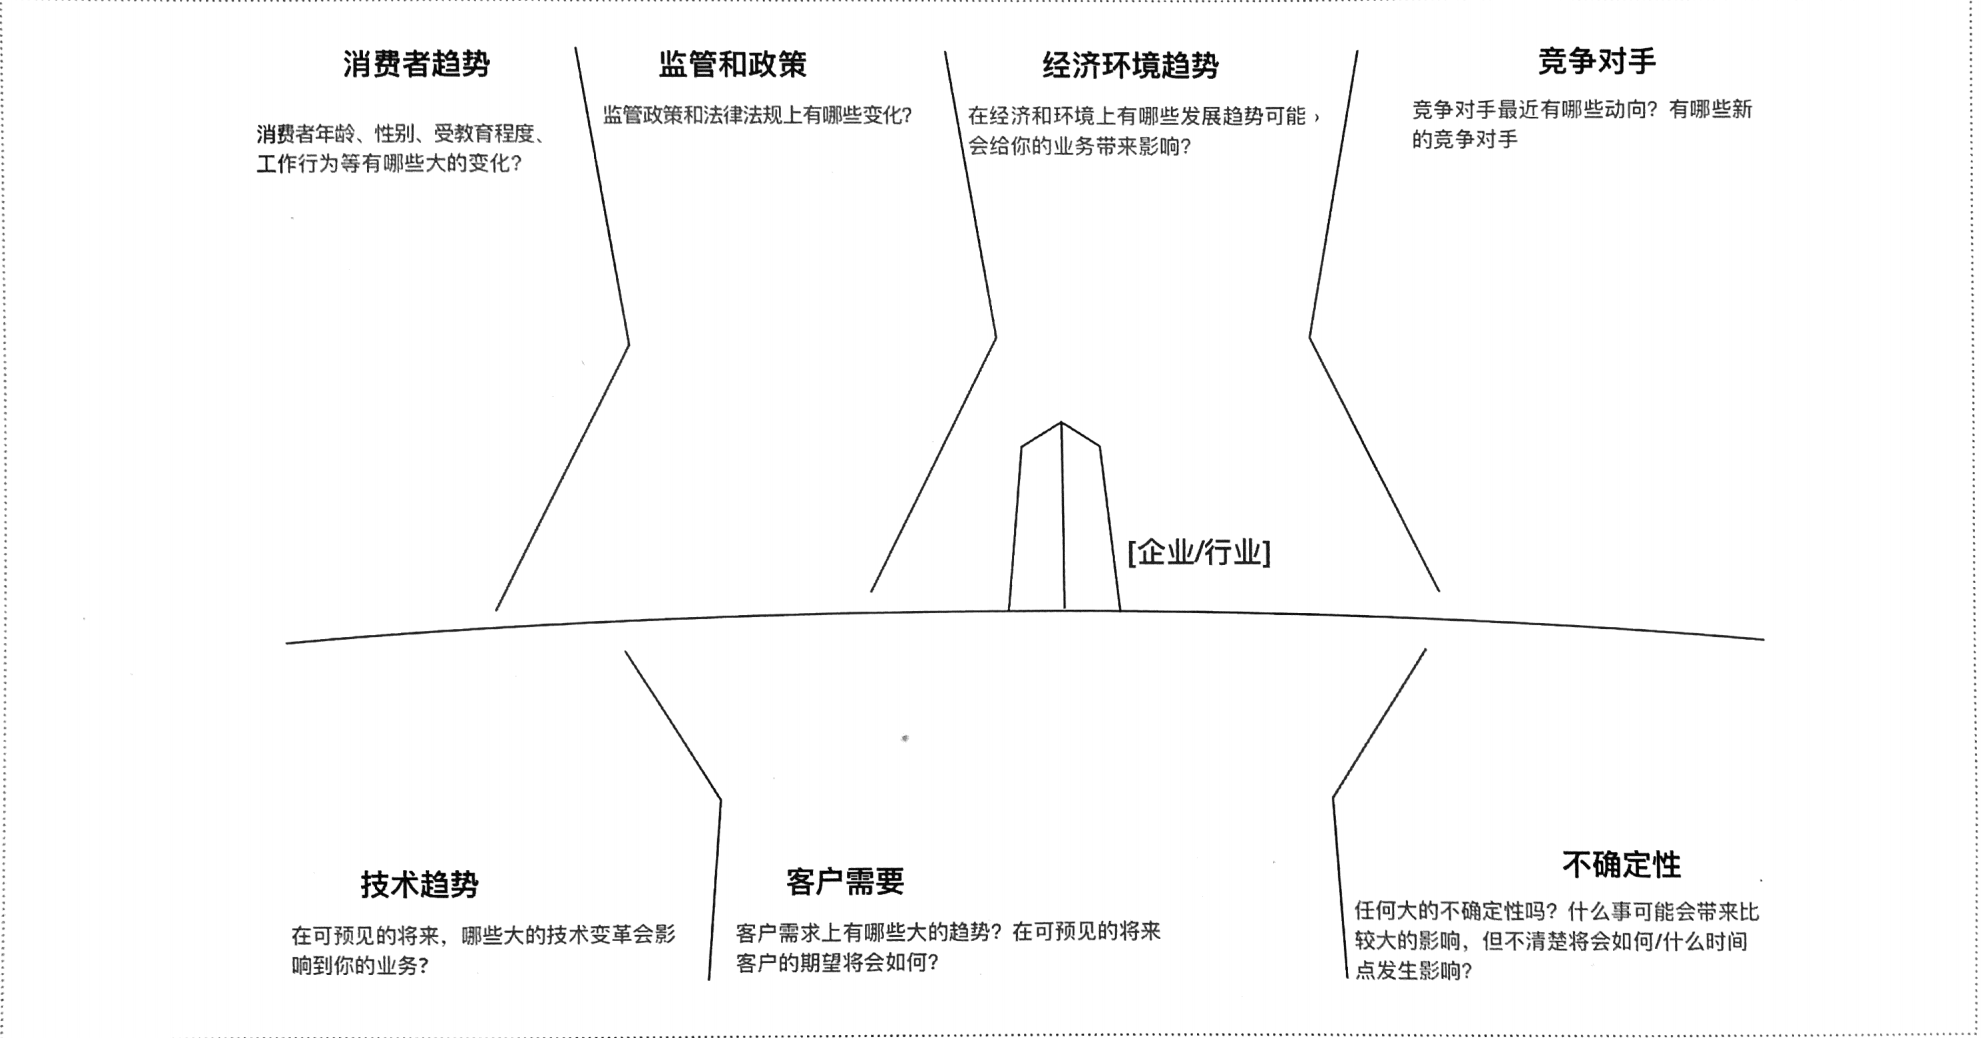 消费者趋势
消费者年龄、性别、受教育程度、
工作行为等有哪些大的变化？
监管和政策
监管政策和法律法规上有哪些变化？
经济环境趋势
在经济和环境上有哪些发展趋势可能
会给你的业务带来影响？
竞争对手
竞争对手最近有哪些动向？有哪些新
的竞争对手
[企业/行业]
技术趋势
在可预见的将来，哪些大的技术变革会影
响到你的业务？
客户需要
客户需求上有哪些大的趋势？在可预见的将来
客户的期望将会如何？
不确定性
任何大的不确定性吗？什么事可能会带来比
较大的影响，但不清楚将会如何/什么时间
点发生影响？